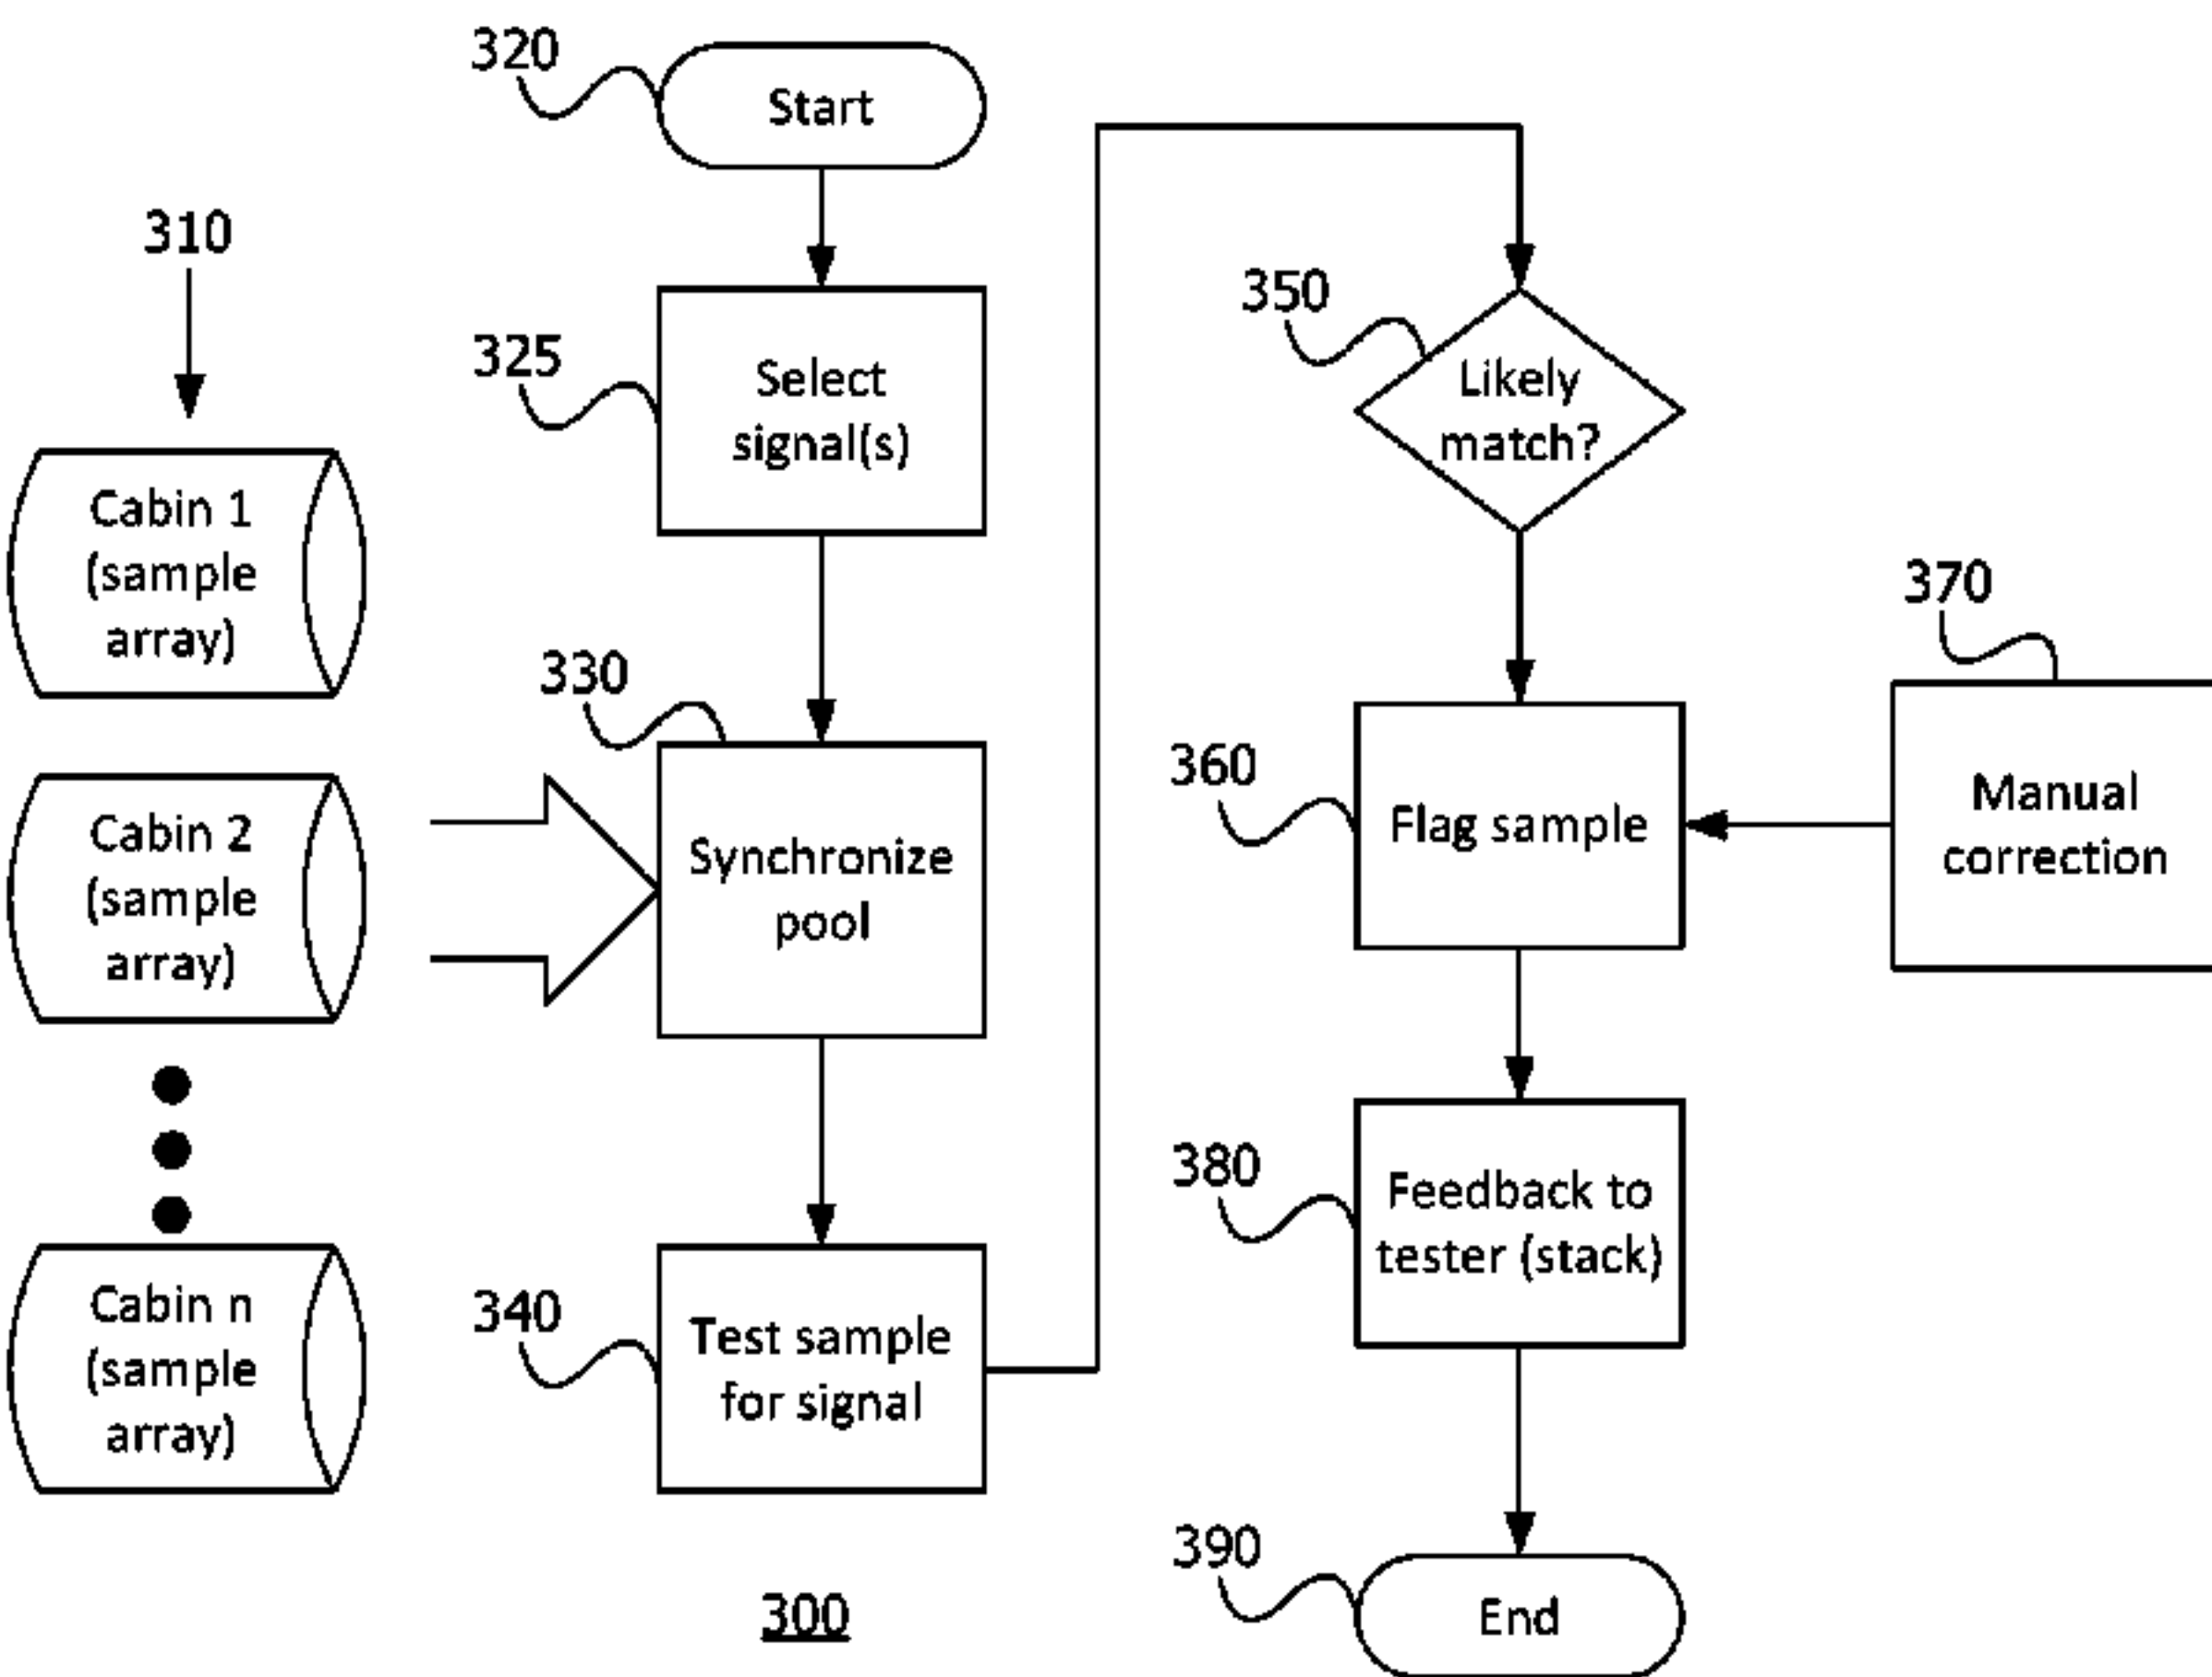 320
Start
310
325
Select
signal(s)
Cabin 1
(sample
array)
330
Cabin 2
(sample
array)
Synchronize
pool
Cabin n
(sample
array)
340
Test sample
for signal
350
Likely
match?
370
Manual
correction
360
Flag sample
380
Feedback to
tester (stack)
390
End
300